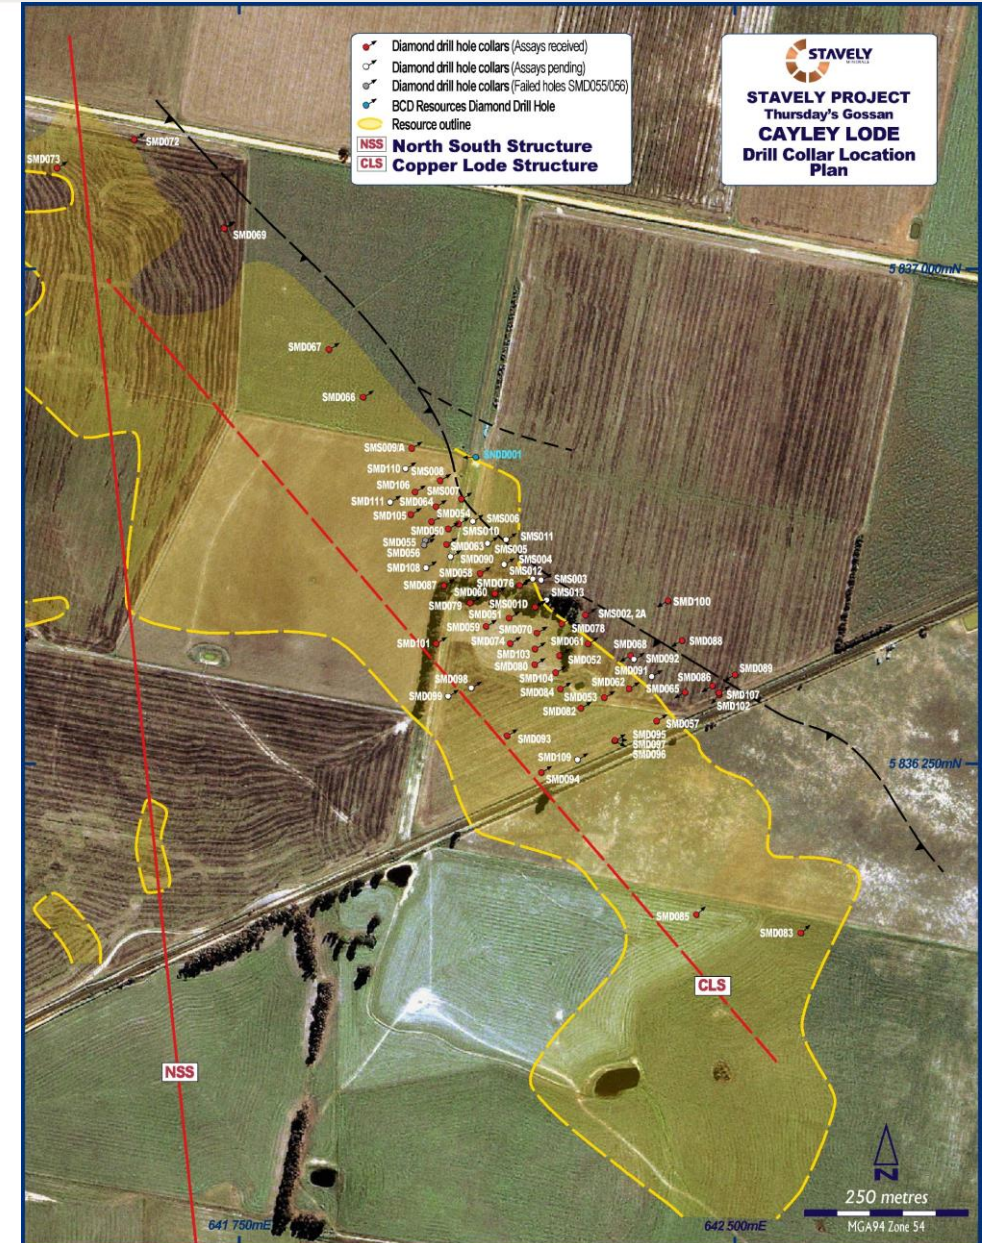 Diamond drill hole collars (Assays received)
Diamond drill hole collars (Assays pending)
Diamond drill hole collars (Failed holes SMD055/056)
BCD Resources Diamond Drill Hole
Resource outline
NSS North South Structure
CLS Copper Lode Structure
STAVELY
MINERALS
STAVELY PROJECT
Thursday's Gossan
CAYLEY LODE
Drill Collar Location
Plan
SMD072
SMD073
SMD069
5 837 000mN
SMD067
SMD066
SMS009/A
SNDD001
SMD110
SMS008
SMD106
SMS007
SMD111
SMD064
SMD054
SMD105
SMS006
SMD050
SMS010
SMS011
SMD055
SMD063
SMS005
SMD056
SMD090
SMS004
SMD108
SMD058
SMS012
SMD087
SMD076
SMS003
SMD060
SMS013
SMD079
SMS001D
SMD100
SMD051
SMS002, 2A
SMD059
SMD070
SMD078
SMD101
SMD074
SMD061
SMD068
SMD088
SMD103
SMD052
SMD092
SMD080
SMD091
SMD089
SMD098
SMD104
SMD062
SMD086
SMD099
SMD084
SMD053
SMD065
SMD107
SMD102
SMD082
SMD057
SMD093
SMD095
SMD097
SMD096
SMD109
5 836 250mN
SMD094
SMD085
SMD083
CLS
NSS
N
250 metres
641 750mE
642 500mE
MGA94 Zone 54